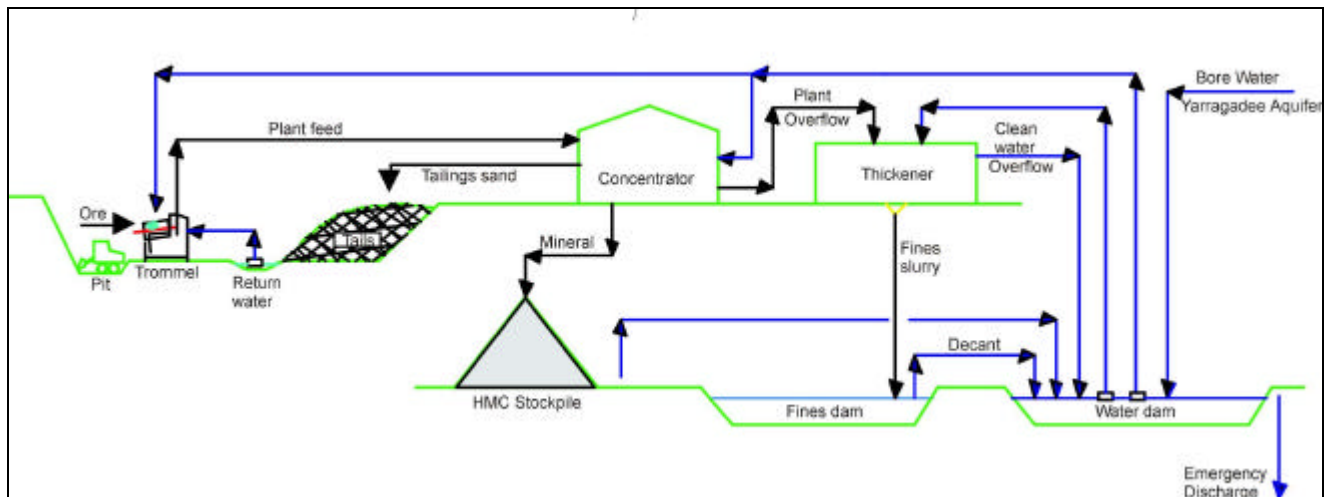 Bore Water
Yarragadee Aquifer
Plant
Overflow
Clean
water
Overflow
Plant feed
Tailings sand
Concentrator
Thickener
Ore
Tails
Mineral
Fines
slurry
Pit
Trommel
Return
water
Decant
HMC Stockpile
Fines dam
Water dam
Emergency
Discharge